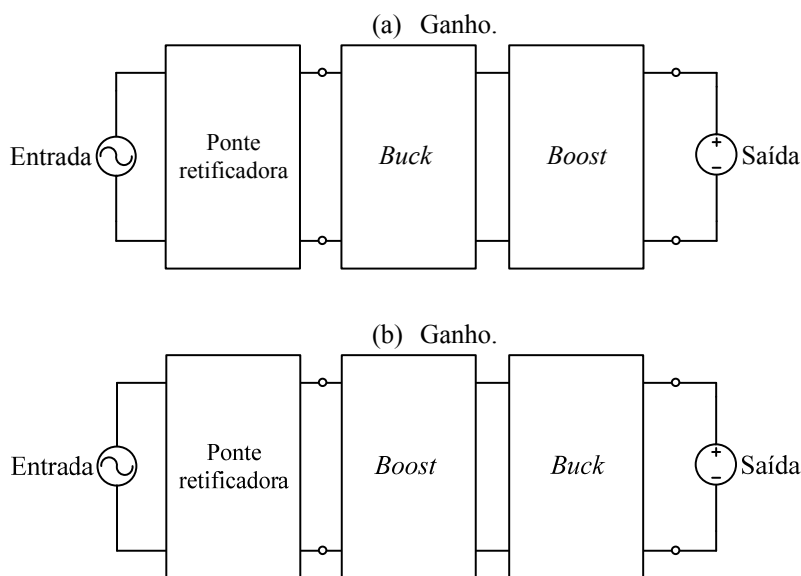 (a) Ganho.
Entrada
Ponte
retificadora
Buck
Boost
Saída
(b) Ganho.
Entrada
Ponte
retificadora
Boost
Buck
Saída